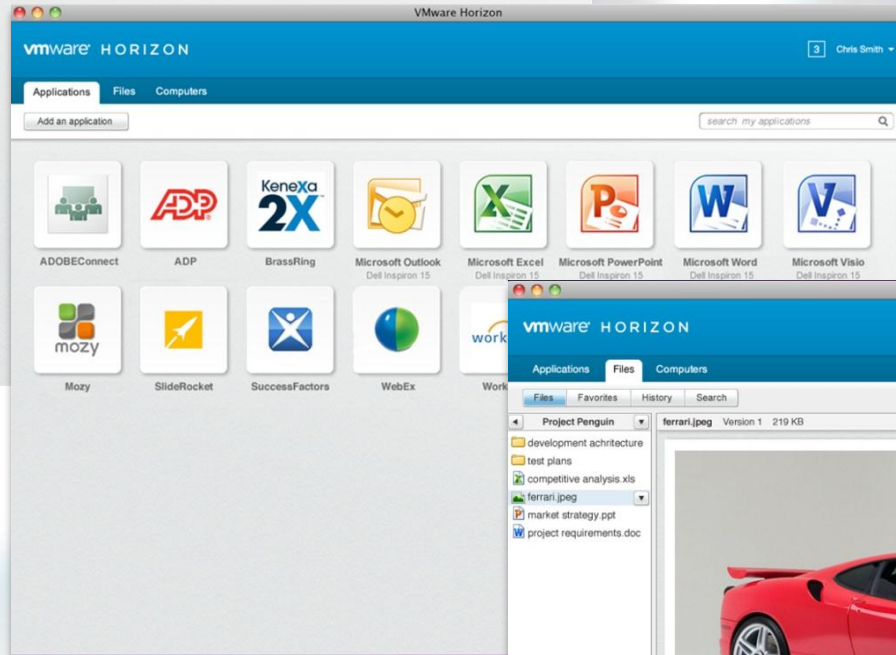 VMware Horizon
vmware HORIZON
3 Chris Smith
Applications Files Computers
Add an application
search my applications
Kenexa
2X
ADP
ADOBEConnect ADP BrassRing Microsoft Outlook Microsoft Excel Microsoft PowerPoint Microsoft Word Microsoft Visio
Dell Inspiron 15 Dell Inspiron 15 Dell Inspiron 15 Dell Inspiron 15 Dell Inspiron 15
mozy
work
Mozy SlideRocket SuccessFactors WebEx Work
vmware HORIZON
Applications Files Computers
Files Favorites History Search
Project Penguin
ferrari.jpeg Version 1 219 KB
development achritecture
test plans
competitive analysis.xls
ferrari.jpeg
market strategy.ppt
project requirements.doc